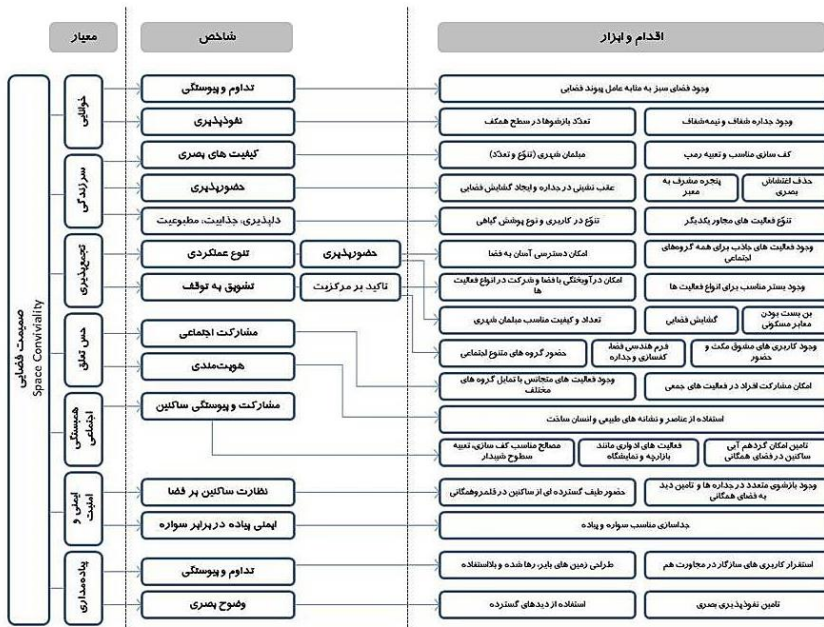 معیار
شاخص
اقدام و ابزار
صمیمت فضایی
Space Conviviality
خوانایی
تداوم و پیوستگی
وجود فضای سبز به مثابه عامل پیوند فضایی
نفوذپذیری
تعدد بازشوها در سطح همکف
وجود جداره شفاف و نیمه‌شفاف
سرزندگی
کیفیت های بصری
مبلمان شهری (تنوع و تعدد)
کف سازی مناسب و تعبیه رمپ
حضورپذیری
عقب نشینی در جداره و ایجاد گشایش فضایی
پنجره مشرف به
معبر
حذف اغتشاش
بصری
دلپذیری، جذابیت، مطبوعیت
تنوع در کاربری و نوع پوشش گیاهی
تنوع فعالیت های مجاور یکدیگر
تجمع‌پذیری
تنوع عملکردی
حضورپذیری
امکان دسترسی آسان به فضا
وجود فعالیت های جاذب برای همه گروه‌های
اجتماعی
تشویق به توقف
تاکید بر مرکزیت
امکان درآمیختگی با فضا و شرکت در انواع فعالیت
ها
وجود بستر مناسب برای انواع فعالیت ها
تعداد و کیفیت مناسب مبلمان شهری
گشایش فضایی
بن بست بودن
معابر مسکونی
حس تعلق
مشارکت اجتماعی
حضور گروه های متنوع اجتماعی
فرم هندسی فضا،
کفسازی و جداره
وجود کاربری های مشوق مکث و
حضور
هویت‌مندی
وجود فعالیت های متجانس با تمایل گروه های
مختلف
امکان مشارکت افراد در فعالیت های جمعی
همبستگی
اجتماعی
مشارکت و پیوستگی ساکنین
استفاده از عناصر و نشانه های طبیعی و انسان ساخت
مصالح مناسب کف سازی، تعبیه
سطوح شیبدار
فعالیت های ادواری مانند
بازارچه و نمایشگاه
تامین امکان گردهم آیی
ساکنین در فضای همگانی
ایمنی و
امنیت
نظارت ساکنین بر فضا
حضور طیف گسترده ای از ساکنین در قلمروهمگانی
وجود بازشوی متعدد در جداره ها و تامین دید
به فضای همگانی
ایمنی پیاده در برابر سواره
جداسازی مناسب سواره و پیاده
پیاده‌مداری
تداوم و پیوستگی
طراحی زمین های بایر، رها شده و بلااستفاده
استقرار کاربری های سازگار در مجاورت هم
وضوح بصری
استفاده از دیدهای گسترده
تامین نفوذپذیری بصری